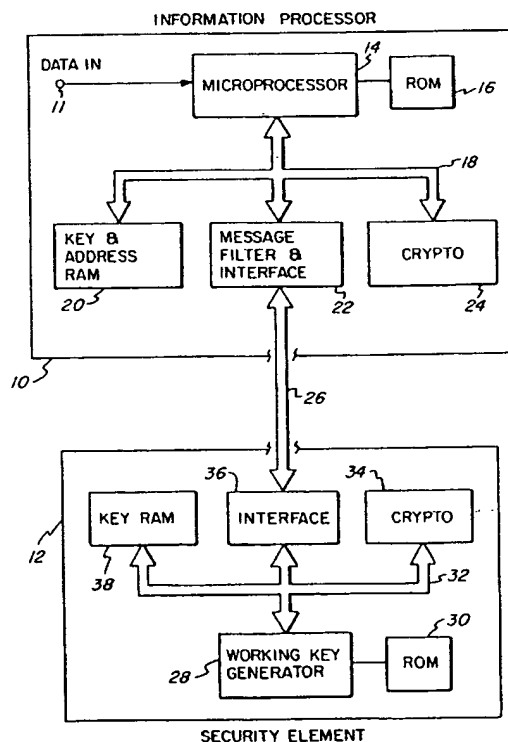 INFORMATION PROCESSOR
14
DATA IN
11
MICROPROCESSOR
ROM
16
18
KEY &
ADDRESS
RAM
20
MESSAGE
FILTER &
INTERFACE
22
CRYPTO
24
10
26
36
34
12
KEY RAM
38
INTERFACE
CRYPTO
32
30
28
WORKING KEY
GENERATOR
ROM
SECURITY ELEMENT